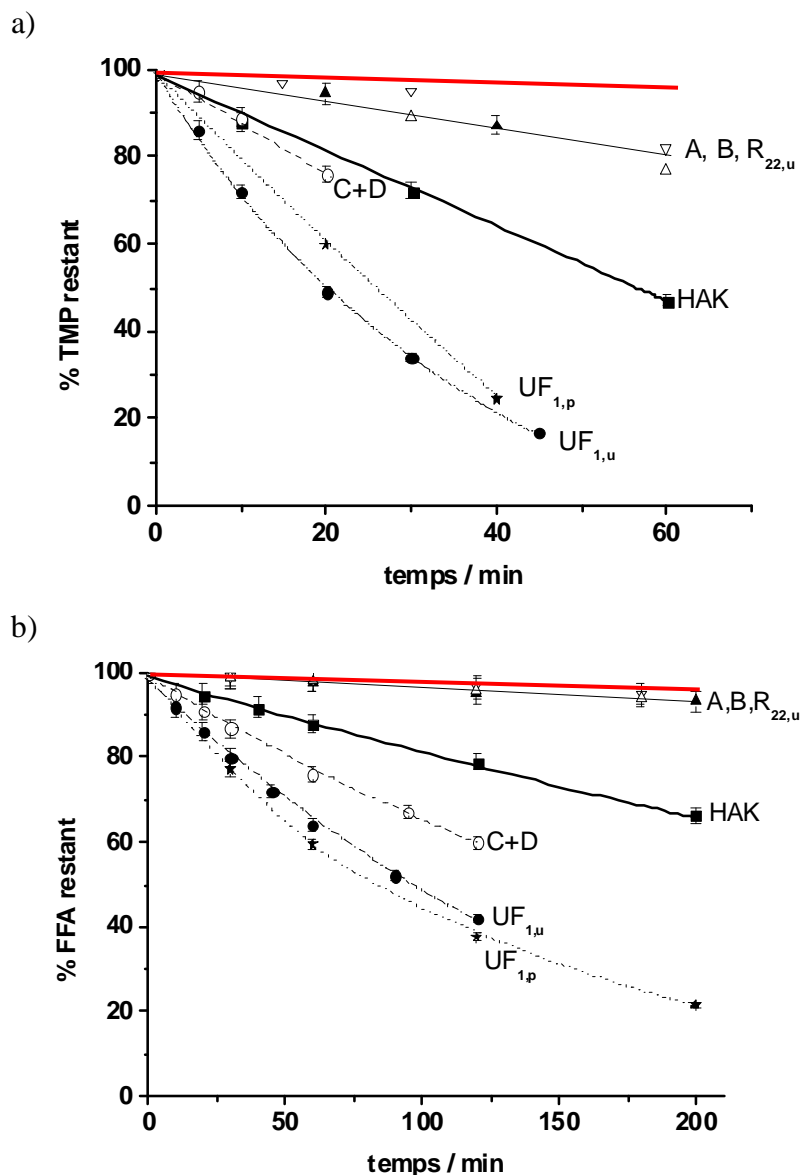 a)
100
80
60
40
20
0
% TMP restant
A, B, R22,u
C+D
HAK
UF1,p
UF1,u
0 20 40 60
temps / min
b)
100
80
60
40
20
0
% FFA restant
A,B,R22,u
HAK
C+D
UF1,u
UF1,p
0 50 100 150 200
temps / min